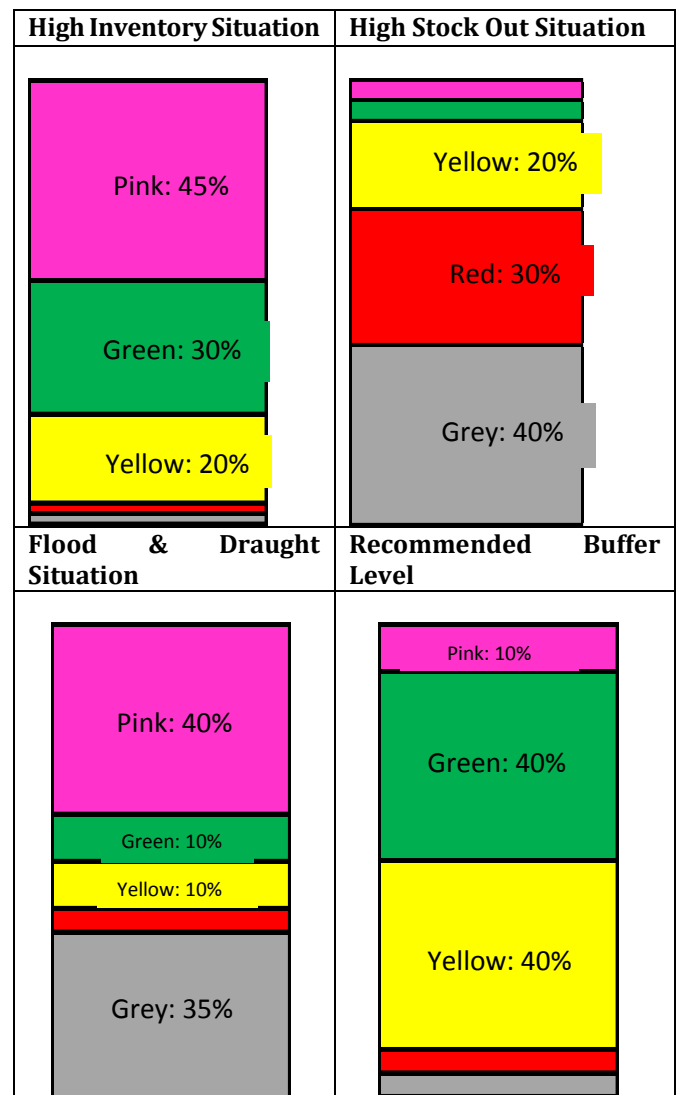 High Inventory Situation
High Stock Out Situation
Pink: 45%
Green: 30%
Yellow: 20%
Yellow: 20%
Red: 30%
Grey: 40%
Flood & Draught
Situation
Recommended Buffer
Level
Pink: 40%
Green: 10%
Yellow: 10%
Grey: 35%
Pink: 10%
Green: 40%
Yellow: 40%